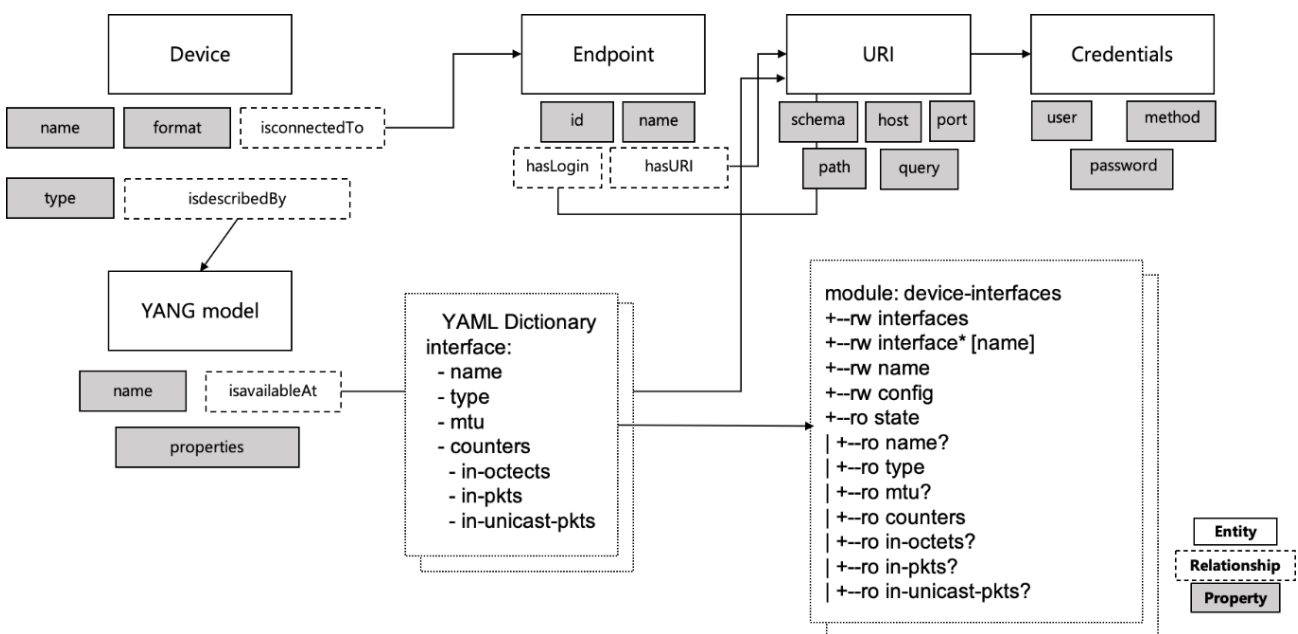 Device
Endpoint
URI
Credentials
name
format
isconnectedTo
id
name
schema
host
port
user
method
hasLogin
hasURI
path
query
password
type
isdescribedBy
YANG model
name
isavailableAt
properties
YAML Dictionary
interface:
- name
- type
- mtu
- counters
- in-octects
- in-pkts
- in-unicast-pkts
module: device-interfaces
+--rw interfaces
+--rw interface* [name]
+--rw name
+--rw config
+--ro state
| +--ro name?
| +--ro type
| +--ro mtu?
| +--ro counters
| +--ro in-octets?
| +--ro in-pkts?
| +--ro in-unicast-pkts?
Entity
Relationship
Property